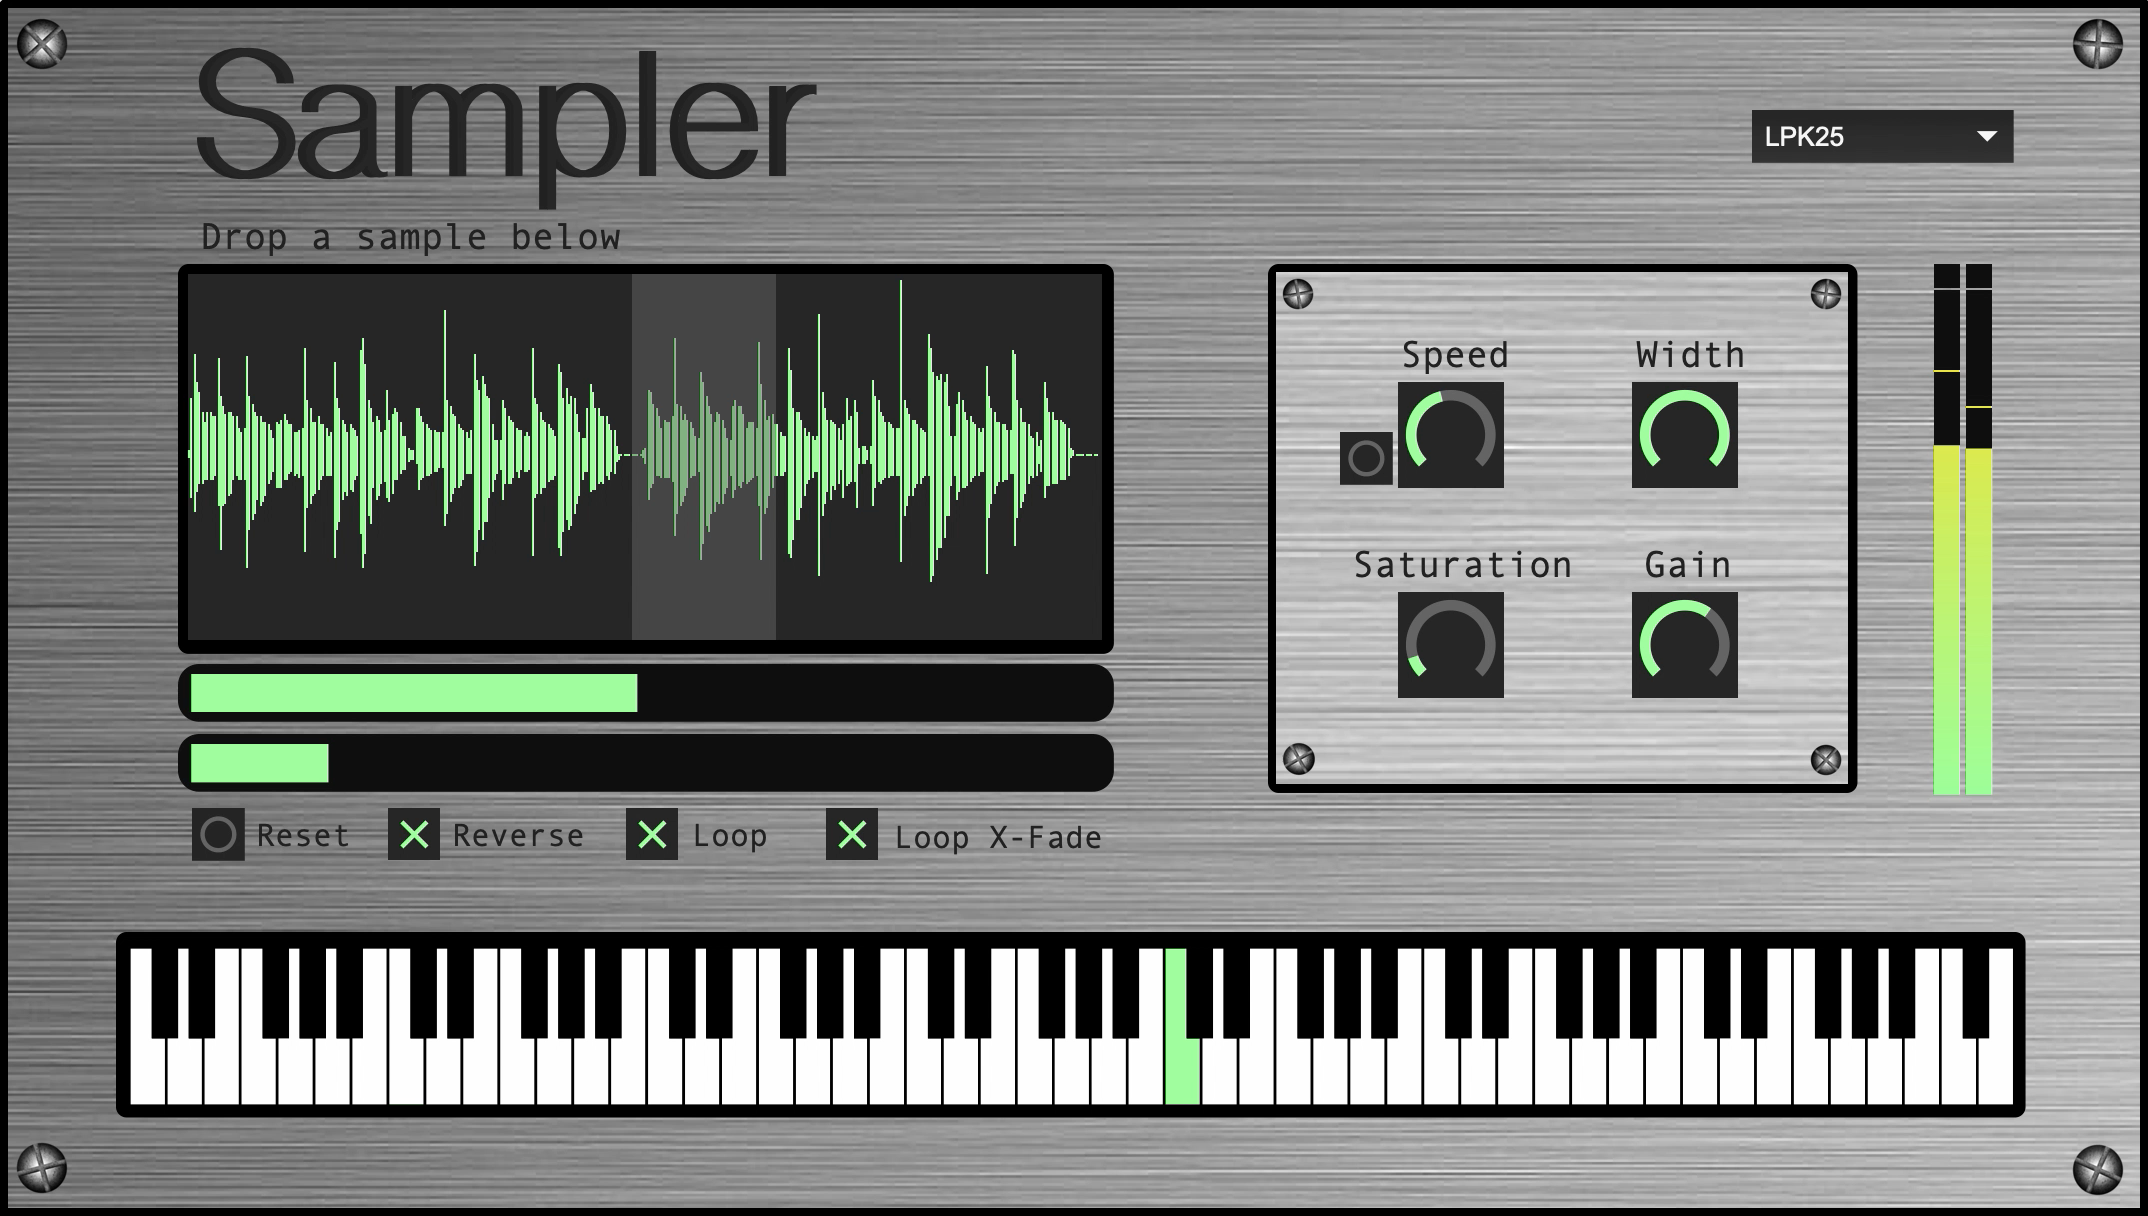 Sampler
LPK25
Drop a sample below
Speed
Width
Saturation
Gain
Reset
Reverse
Loop
Loop X-Fade